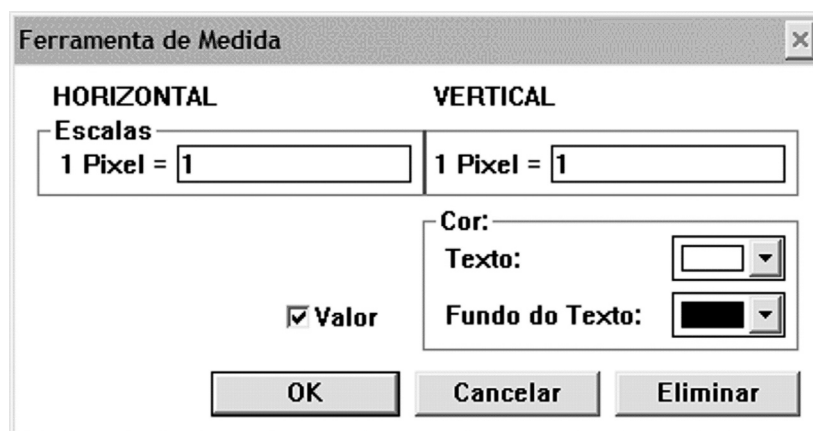 Ferramenta de Medida
HORIZONTAL VERTICAL
Escalas
1 Pixel = 1 1 Pixel = 1
Cor:
Texto:
Valor Fundo do Texto:
OK Cancelar Eliminar